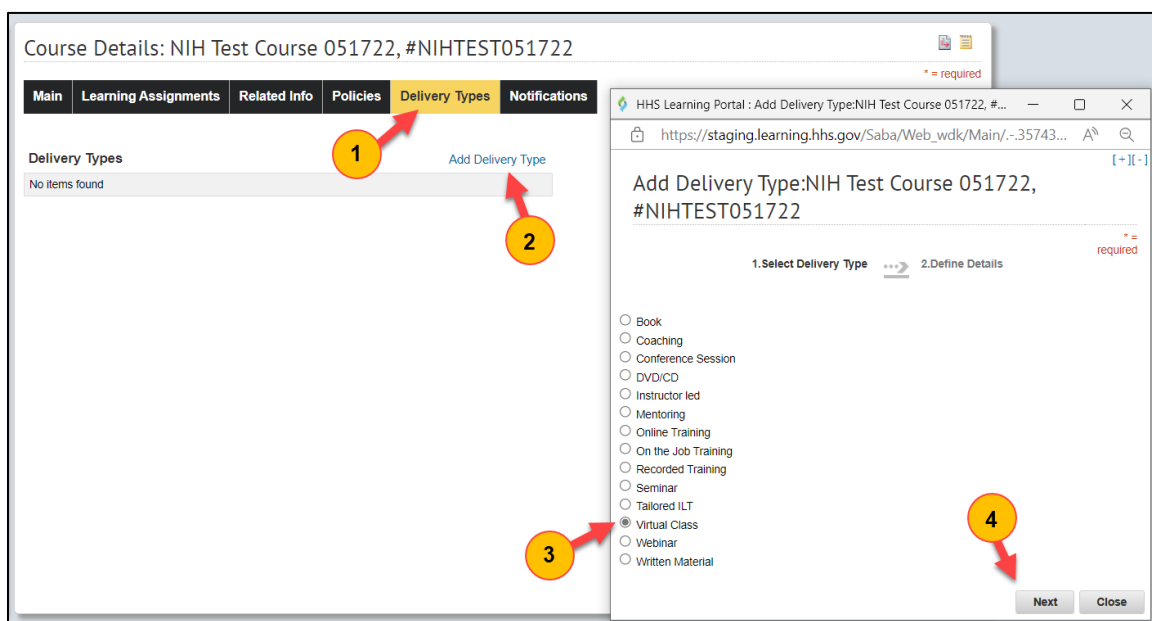 Course Details: NIH Test Course 051722, #NIHTEST051722
* = required
Main Learning Assignments Related Info Policies Delivery Types Notifications
1
Delivery Types Add Delivery Type
No items found
2
HHS Learning Portal : Add Delivery Type:NIH Test Course 051722, #...
https://staging.learning.hhs.gov/Saba/Web_wdk/Main/.-.35743...
[+][-]
Add Delivery Type:NIH Test Course 051722,
#NIHTEST051722
* =
required
1.Select Delivery Type 2.Define Details
Book
Coaching
Conference Session
DVD/CD
Instructor led
Mentoring
Online Training
On the Job Training
Recorded Training
Seminar
Tailored ILT
Virtual Class
Webinar
Written Material
3
4
Next Close